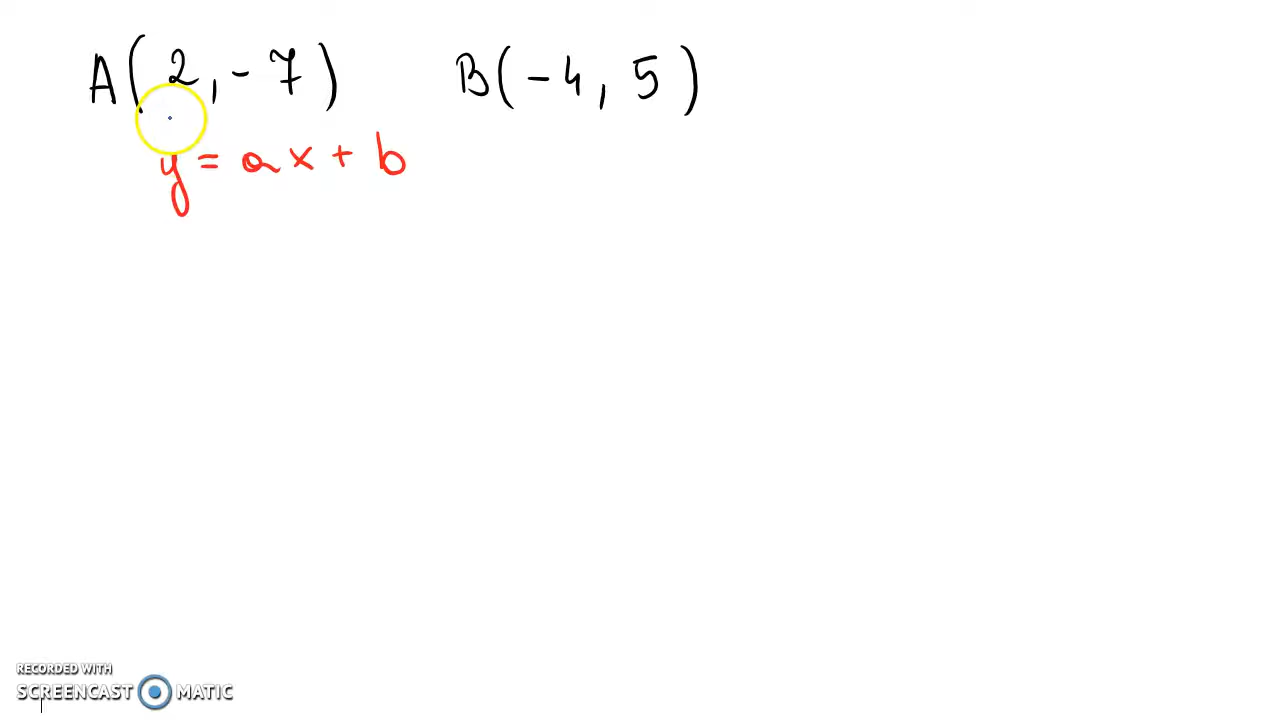 A(2,-7) B(-4,5)
y = ax + b
RECORDED WITH
SCREENCAST MATIC